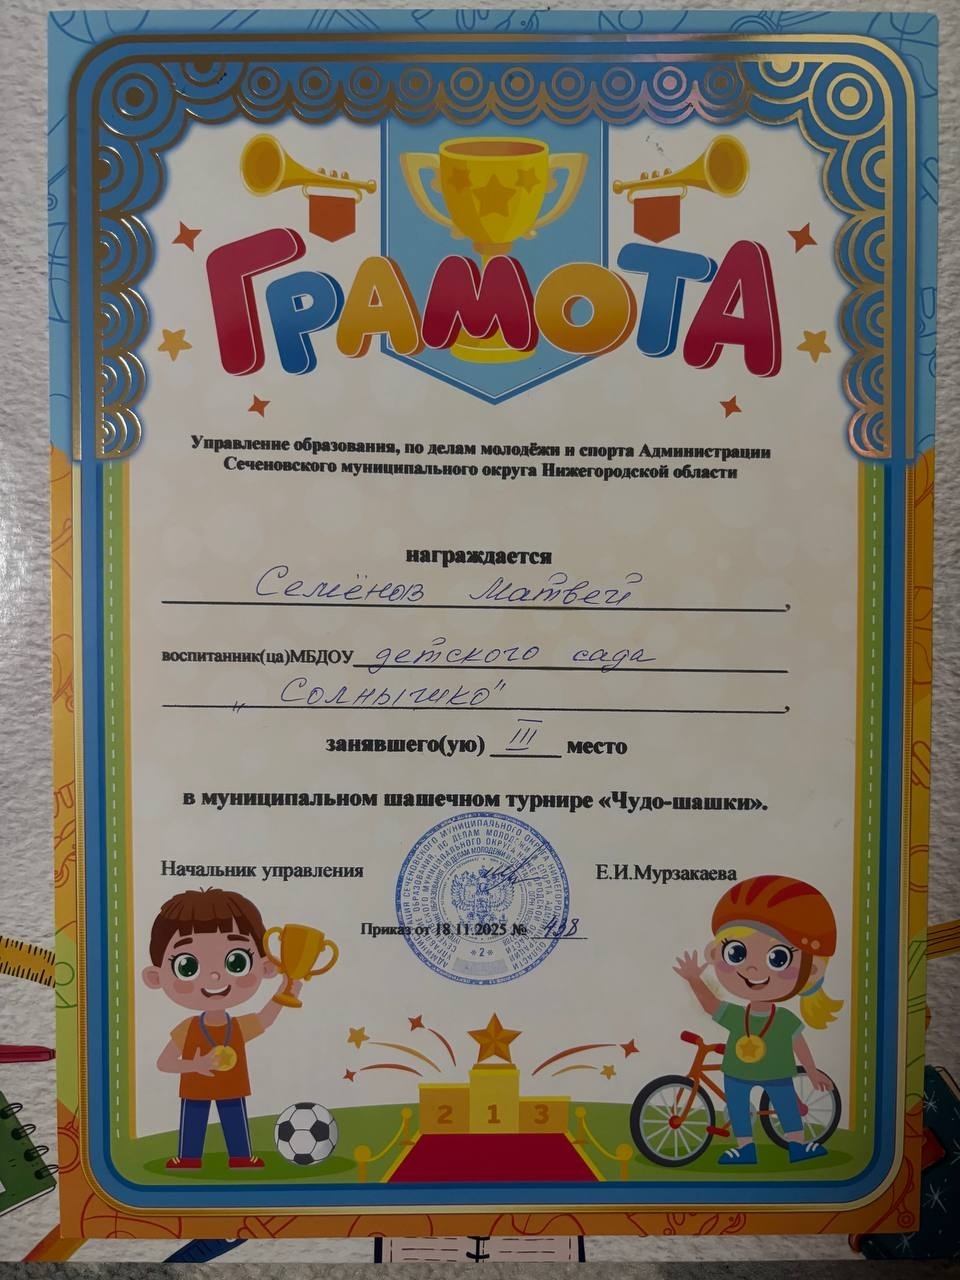 ГРАМОТА
Управление образования, по делам молодёжи и спорта Администрации
Сеченовского муниципального округа Нижегородской области
награждается
Семёнов Матвей,
воспитанник(ца)МБДОУ детского сада
„Солнышко",
занявшего(ую) III место
в муниципальном шашечном турнире «Чудо-шашки».
Начальник управления Е.И.Мурзакаева
Приказ от 18.11.2025 № 498
2 1 3